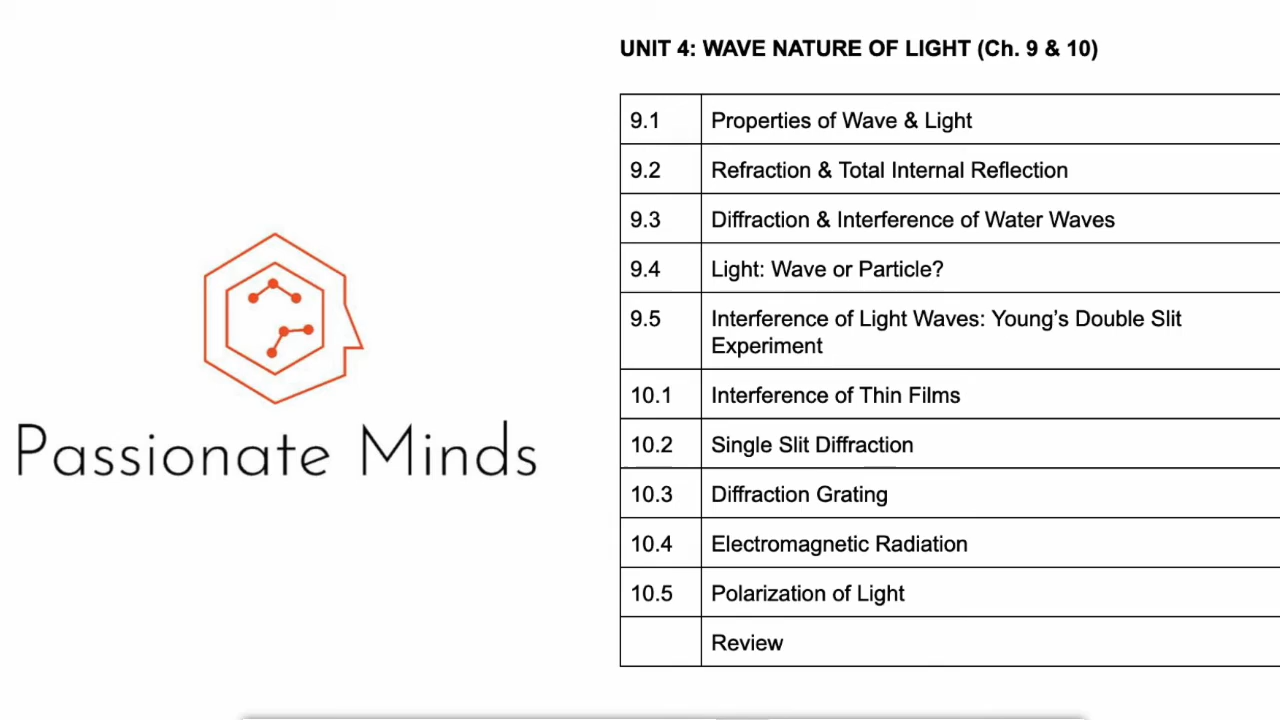 Passionate Minds
UNIT 4: WAVE NATURE OF LIGHT (Ch. 9 & 10)
9.1 Properties of Wave & Light
9.2 Refraction & Total Internal Reflection
9.3 Diffraction & Interference of Water Waves
9.4 Light: Wave or Particle?
9.5 Interference of Light Waves: Young's Double Slit
Experiment
10.1 Interference of Thin Films
10.2 Single Slit Diffraction
10.3 Diffraction Grating
10.4 Electromagnetic Radiation
10.5 Polarization of Light
Review